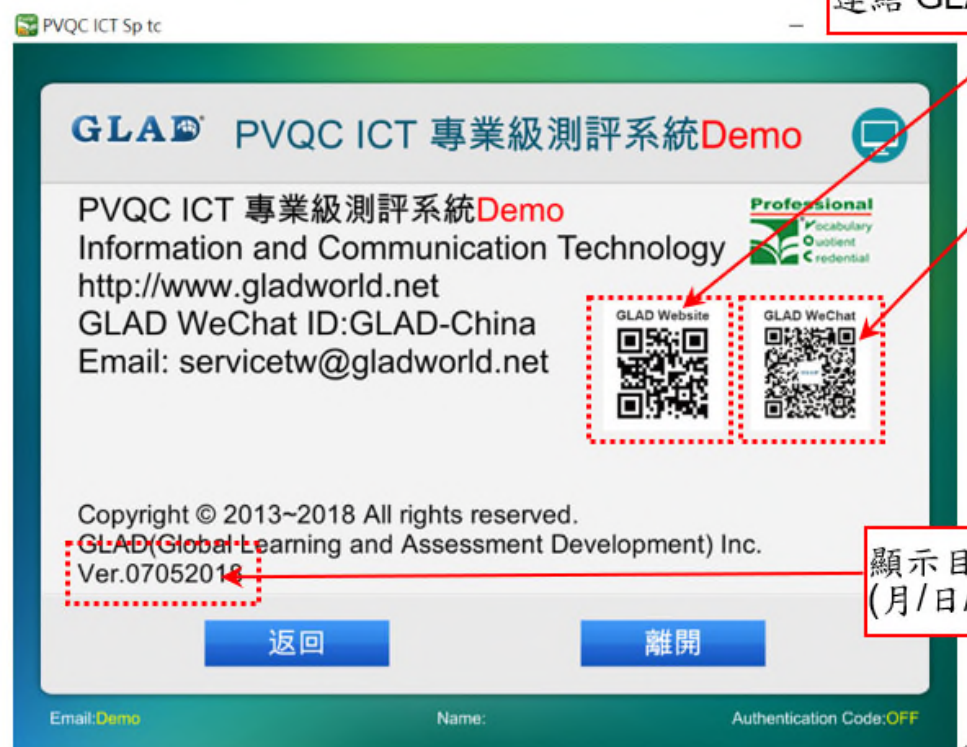 PVQC ICT Sp tc
連結 GLA
GLAD PVQC ICT 專業級測評系統Demo
PVQC ICT 專業級測評系統Demo
Information and Communication Technology
http://www.gladworld.net
GLAD WeChat ID:GLAD-China
Email: servicetw@gladworld.net
Professional
Vocabulary
Quotient
Credential
GLAD Website
GLAD WeChat
Copyright © 2013~2018 All rights reserved.
GLAD(Global Learning and Assessment Development) Inc.
Ver.07052018
顯示目
(月/日/
返回
離開
Email:Demo
Name:
Authentication Code:OFF